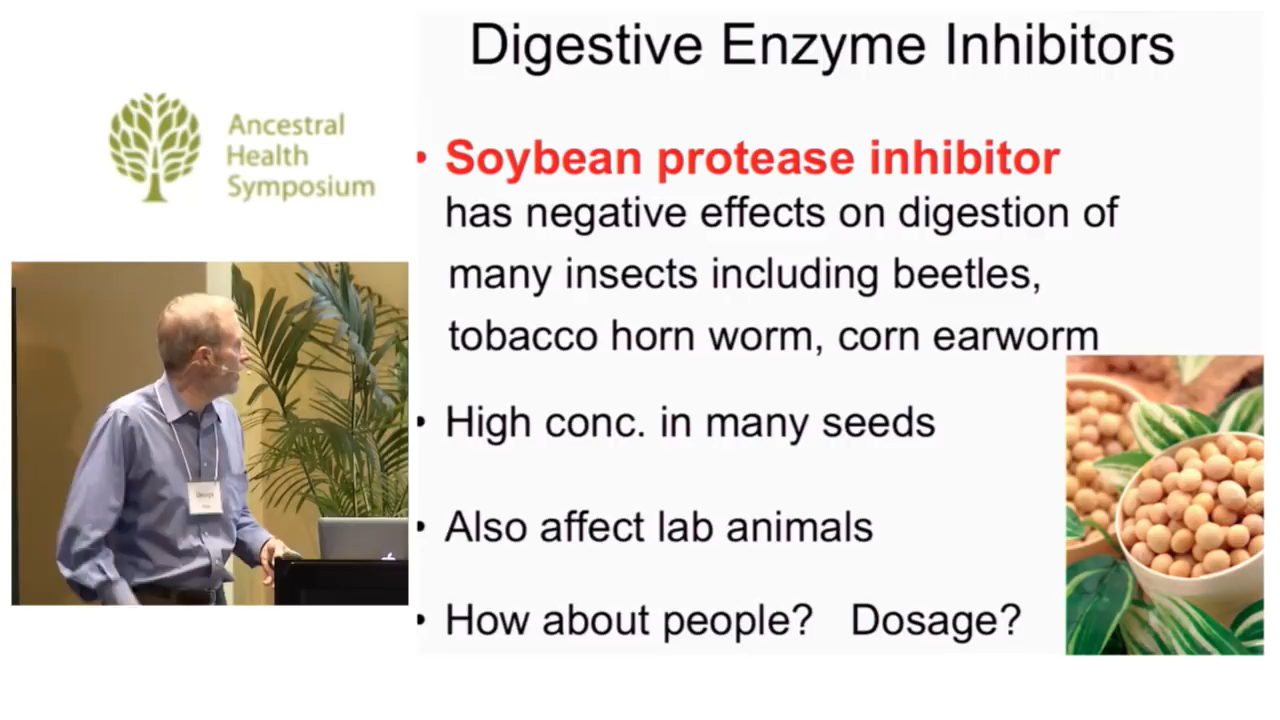 Digestive Enzyme Inhibitors
Ancestral
Health
Symposium
• Soybean protease inhibitor
has negative effects on digestion of
many insects including beetles,
tobacco horn worm, corn earworm
• High conc. in many seeds
• Also affect lab animals
• How about people? Dosage?